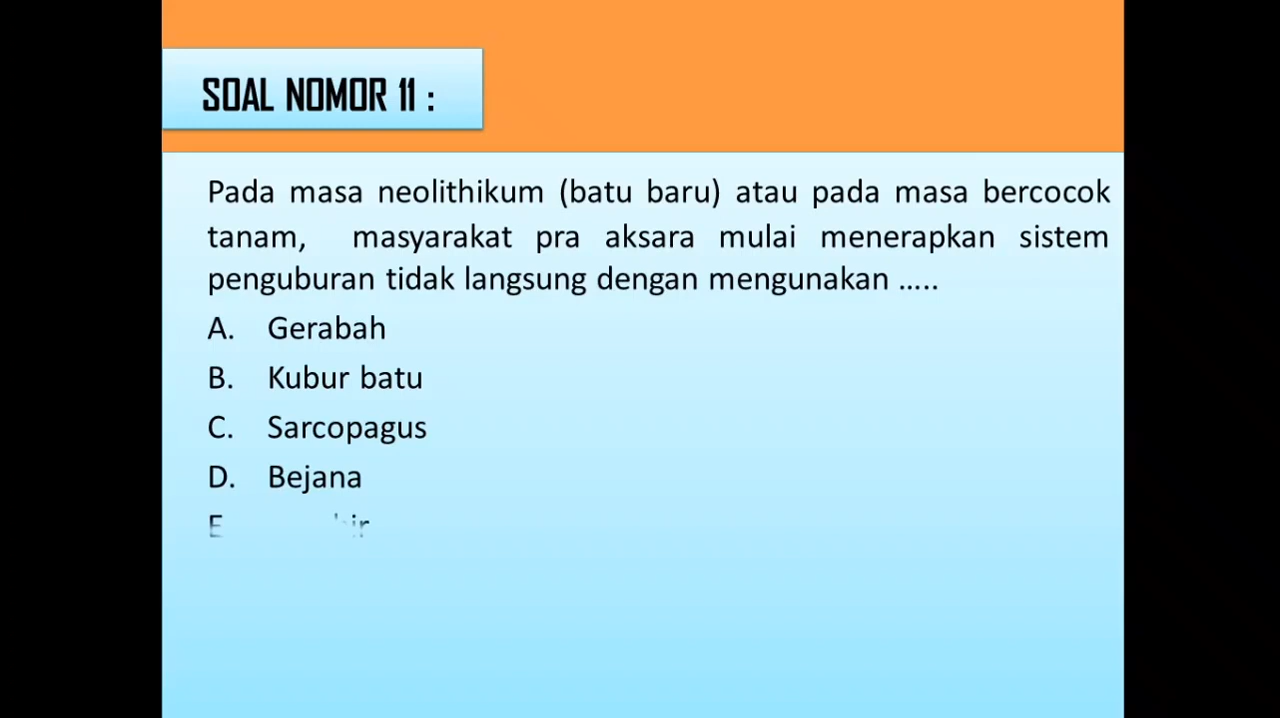 SOAL NOMOR 11 :
Pada masa neolithikum (batu baru) atau pada masa bercocok
tanam, masyarakat pra aksara mulai menerapkan sistem
penguburan tidak langsung dengan mengunakan .....
A. Gerabah
B. Kubur batu
C. Sarcopagus
D. Bejana
E